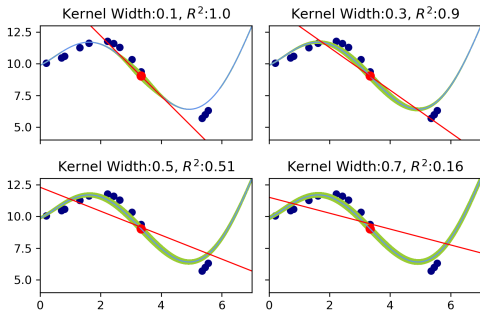 Kernel Width:0.1, R²:1.0
Kernel Width:0.3, R²:0.9
12.5
10.0
7.5
5.0
Kernel Width:0.5, R²:0.51
Kernel Width:0.7, R²:0.16
12.5
10.0
7.5
5.0
0 2 4 6
0 2 4 6